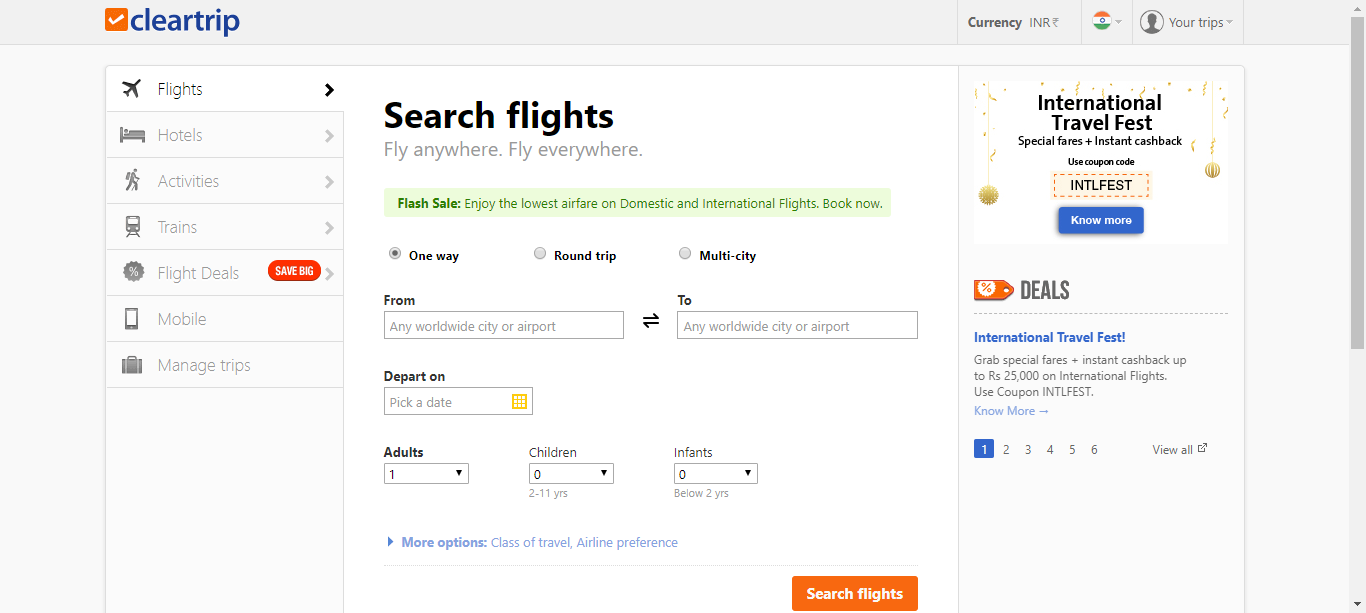 cleartrip
Currency INR ₹
Your trips
Flights
Hotels
Activities
Trains
Flight Deals SAVE BIG
Mobile
Manage trips
Search flights
Fly anywhere. Fly everywhere.
Flash Sale: Enjoy the lowest airfare on Domestic and International Flights. Book now.
One way Round trip Multi-city
From To
Any worldwide city or airport Any worldwide city or airport
Depart on
Pick a date
Adults Children Infants
1 0 0
2-11 yrs Below 2 yrs
More options: Class of travel, Airline preference
Search flights
International
Travel Fest
Special fares + Instant cashback
Use coupon code
INTLFEST
Know more
% DEALS
International Travel Fest!
Grab special fares + instant cashback up
to Rs 25,000 on International Flights.
Use Coupon INTLFEST.
Know More →
1 2 3 4 5 6 View all